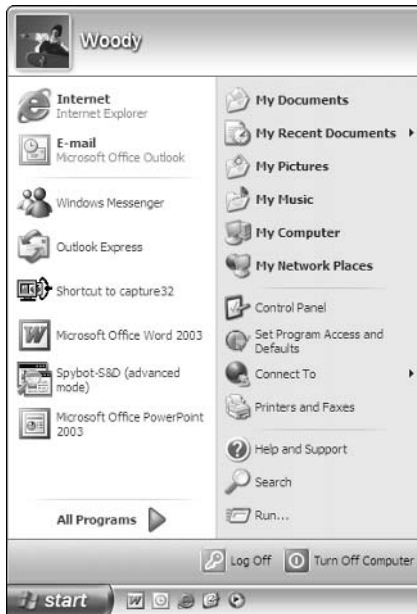 Woody
Internet
Internet Explorer
E-mail
Microsoft Office Outlook
Windows Messenger
Outlook Express
Shortcut to capture32
Microsoft Office Word 2003
Spybot-S&D (advanced
mode)
Microsoft Office PowerPoint
2003
All Programs
My Documents
My Recent Documents
My Pictures
My Music
My Computer
My Network Places
Control Panel
Set Program Access and
Defaults
Connect To
Printers and Faxes
Help and Support
Search
Run...
Log Off
Turn Off Computer
start